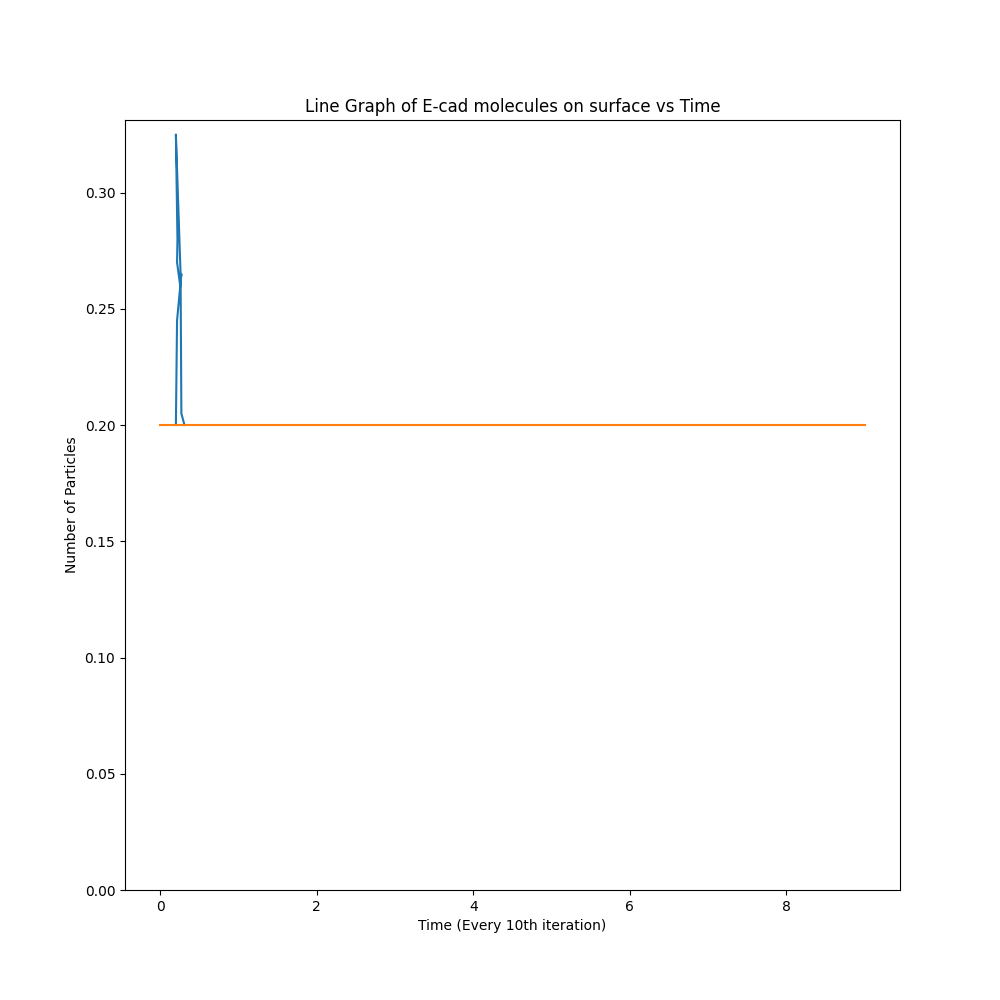 Line Graph of E-cad molecules on surface vs Time
0.30
0.25
0.20
0.15
0.10
0.05
0.00
Number of Particles
0 2 4 6 8
Time (Every 10th iteration)